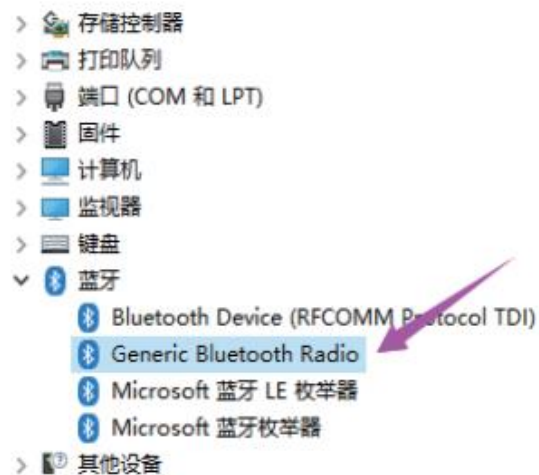 存储控制器
打印队列
端口 (COM 和 LPT)
固件
计算机
监视器
键盘
蓝牙
Bluetooth Device (RFCOMM Protocol TDI)
Generic Bluetooth Radio
Microsoft 蓝牙 LE 枚举器
Microsoft 蓝牙枚举器
其他设备